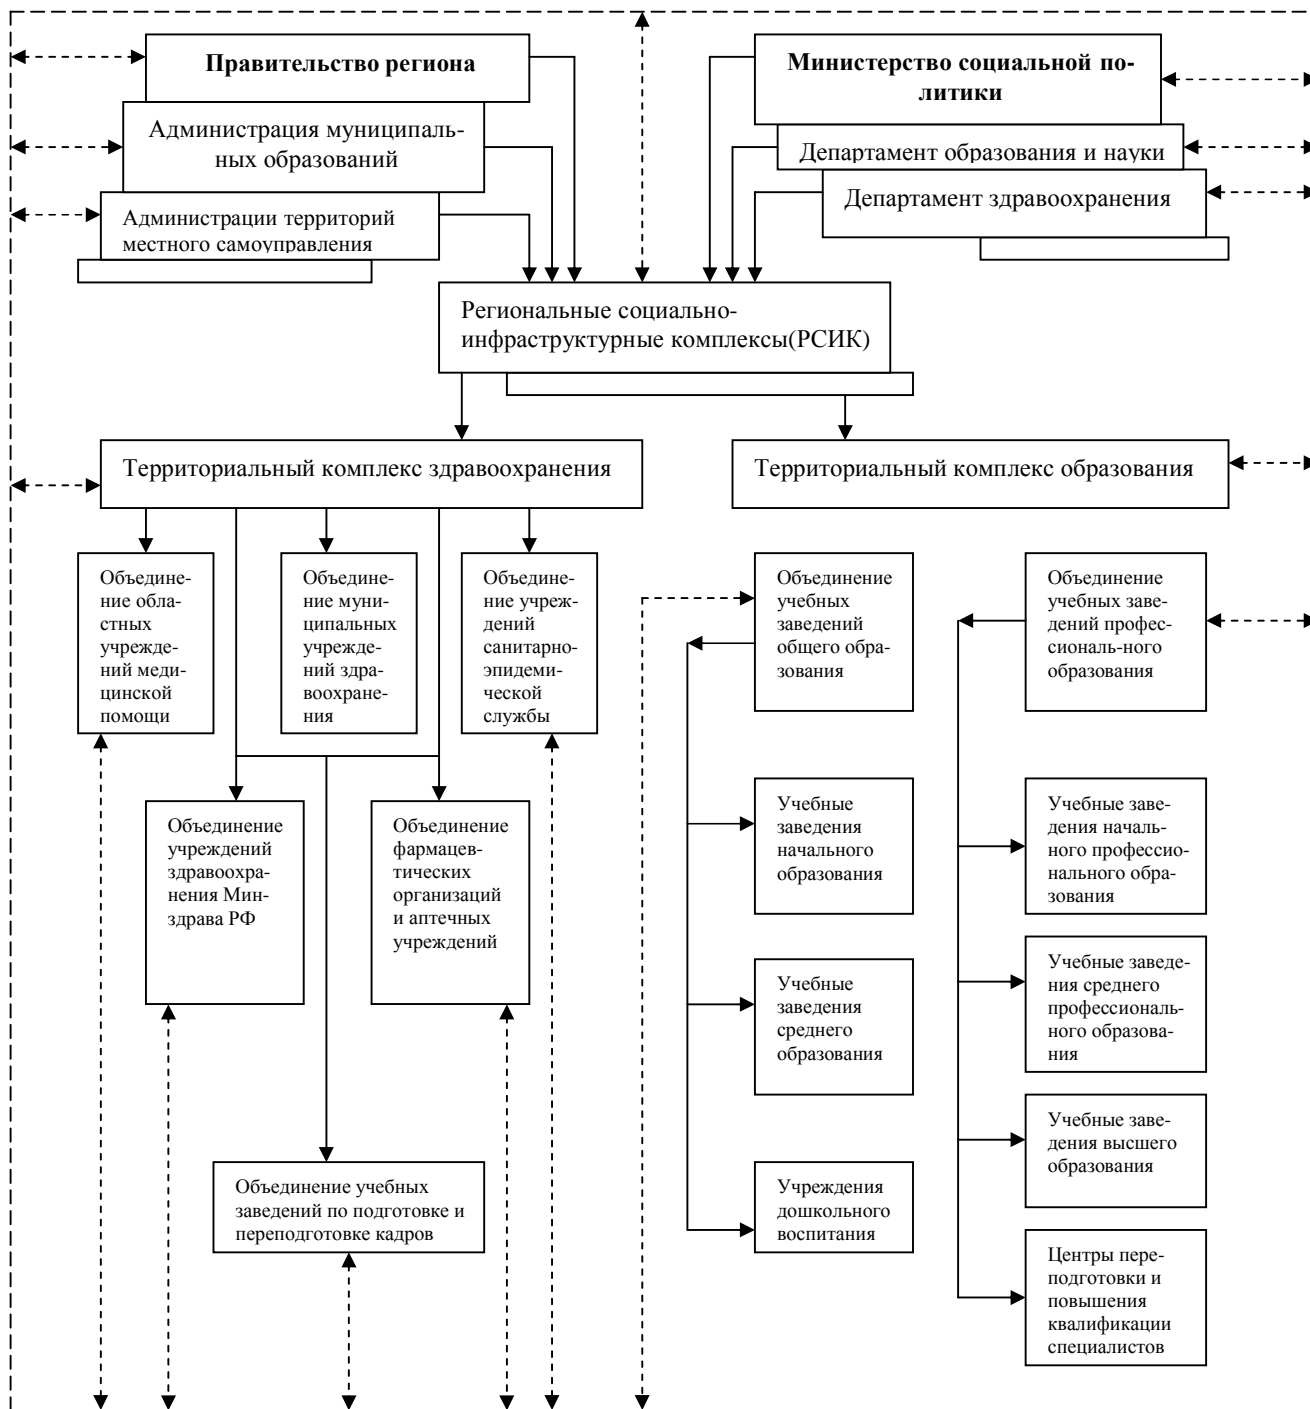 Правительство региона
Администрация муниципаль-
ных образований
Администрации территорий
местного самоуправления
Министерство социальной по-
литики
Департамент образования и науки
Департамент здравоохранения
Региональные социально-
инфраструктурные комплексы(РСИК)
Территориальный комплекс здравоохранения
Территориальный комплекс образования
Объедине-
ние обла-
стных
учрежде-
ний меди-
цинской
помощи
Объедине-
ние муни-
ципальных
учрежде-
ний здра-
воохране-
ния
Объедине-
ние учреж-
дений
санитарно-
эпидеми-
ческой
службы
Объединение
учебных
заведений
общего обра-
зования
Объединение
учебных заве-
дений профес-
сиональ-ного
образования
Объединение
учреждений
здравоохра-
нения Мин-
здрава РФ
Объединение
фармацев-
тических
организаций
и аптечных
учреждений
Учебные
заведения
начального
образования
Учебные заве-
дения началь-
ного профессио-
нального обра-
зования
Учебные
заведения
среднего
образования
Учебные заведе-
ния среднего
профессиональ-
ного образова-
ния
Объединение учебных
заведений по подготовке и
переподготовке кадров
Учреждения
дошкольного
воспитания
Учебные заве-
дения высшего
образования
Центры пере-
подготовки и
повышения
квалификации
специалистов